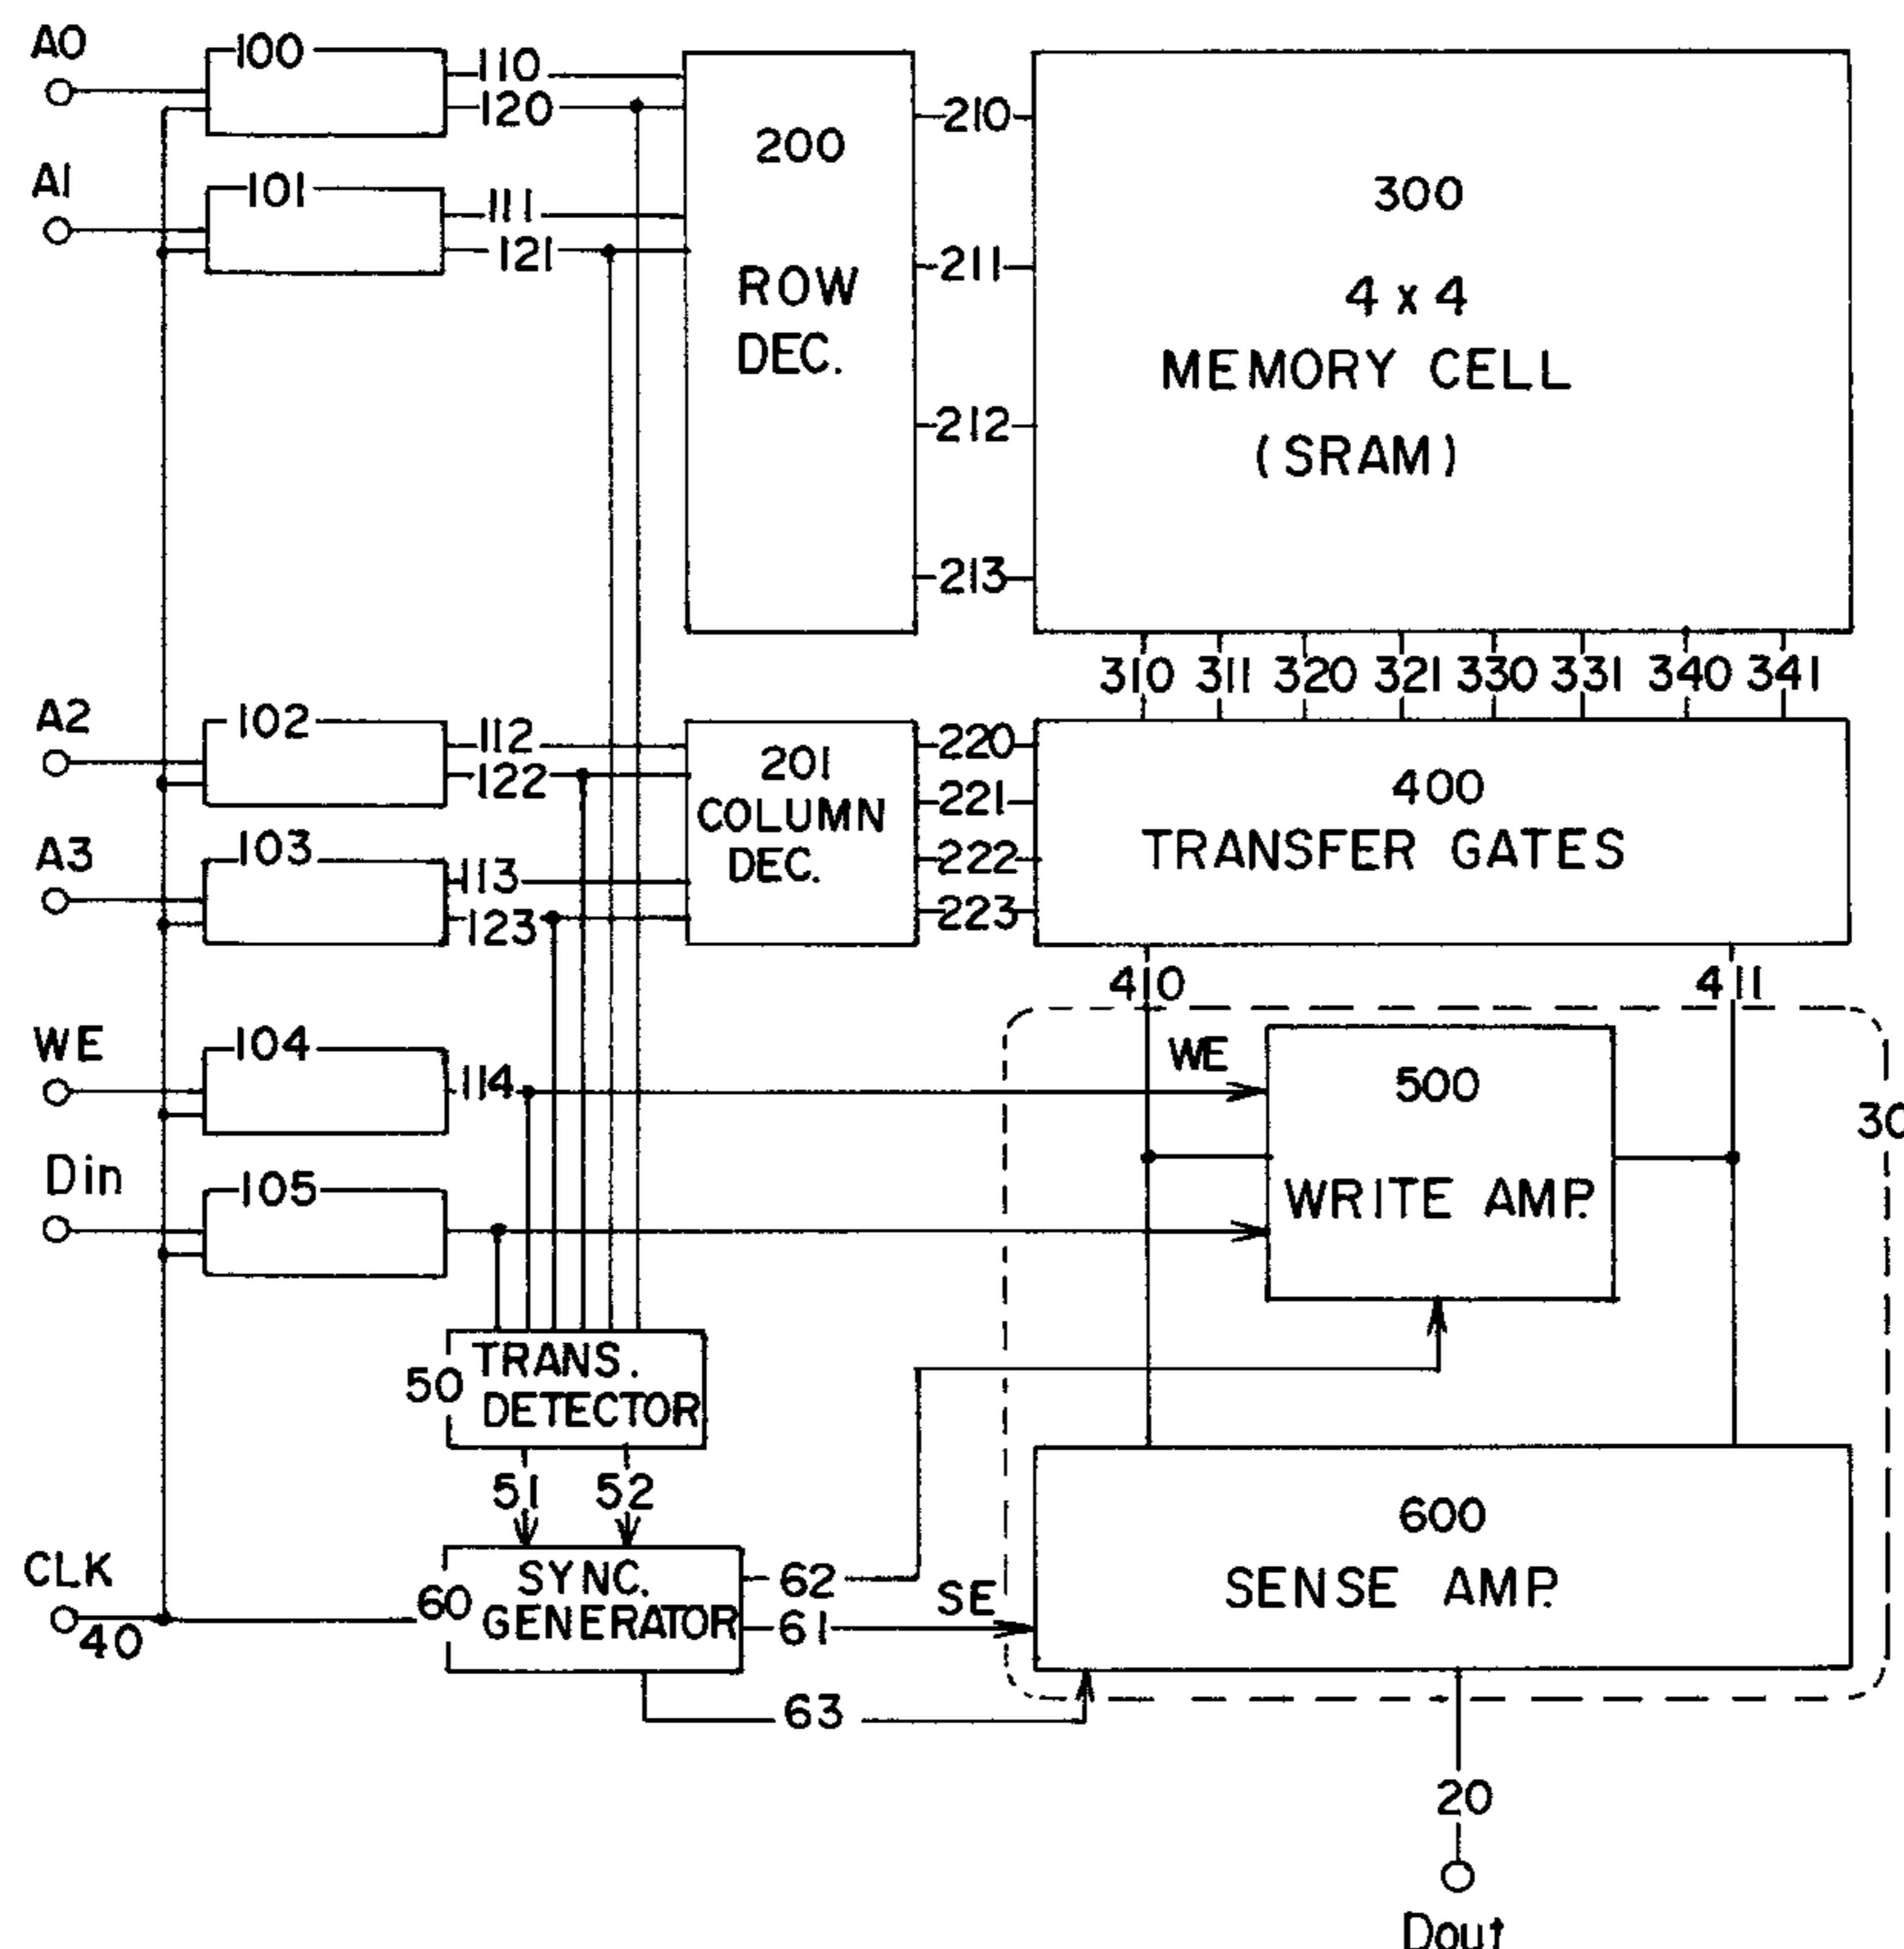 A0
100
110
120
A1
101
111
121
200
ROW
DEC.
210
211
212
213
300
4 x 4
MEMORY CELL
(SRAM)
310 311 320 321 330 331 340 341
A2
102
112
122
A3
103
113
123
201
COLUMN
DEC.
220
221
222
223
400
TRANSFER GATES
410
411
WE
104
114
WE
Din
105
500
WRITE AMP.
30
50
TRANS.
DETECTOR
51
52
CLK
40
60
SYNC.
GENERATOR
62
61
SE
63
600
SENSE AMP.
20
Dout